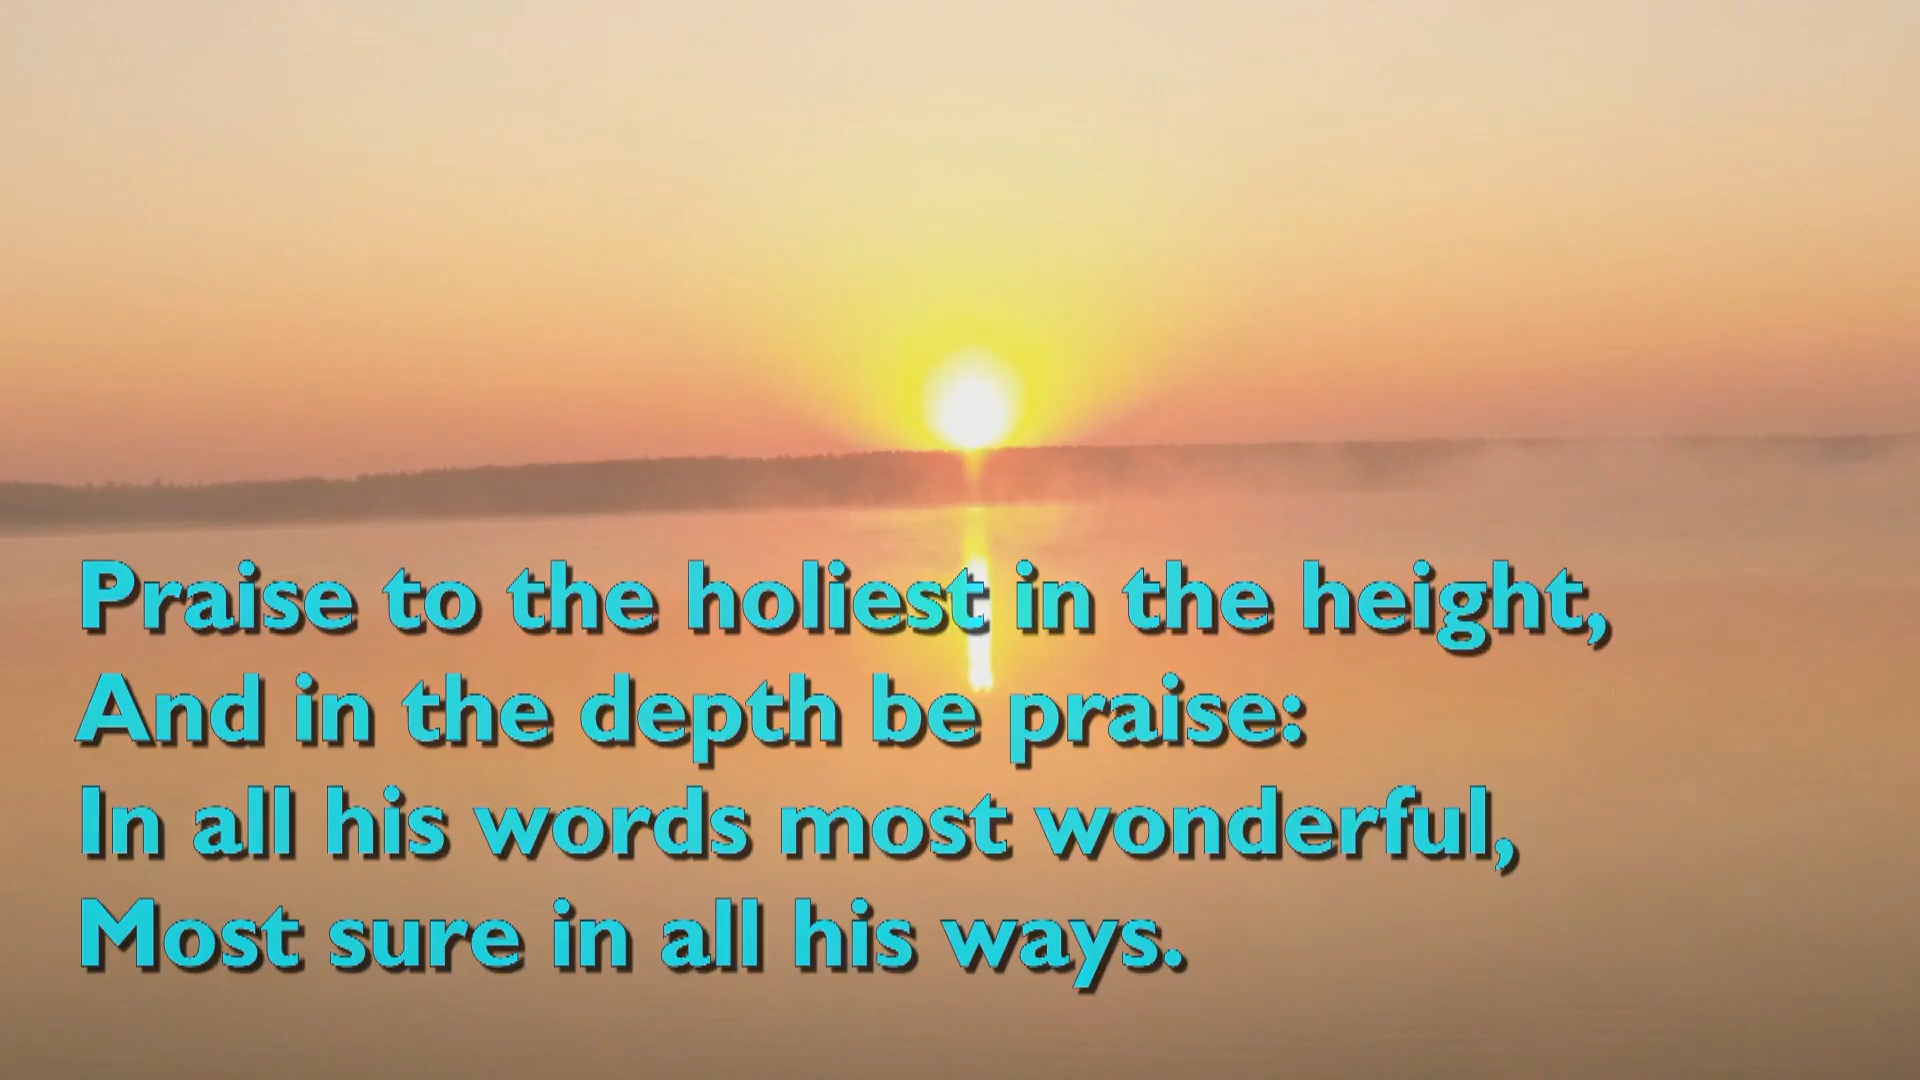 Praise to the holiest in the height,
And in the depth be praise:
In all his words most wonderful,
Most sure in all his ways.